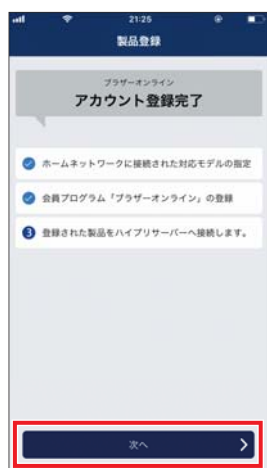 21:25
製品登録
ブラザーオンライン
アカウント登録完了
ホームネットワークに接続された対応モデルの指定
会員プログラム「ブラザーオンライン」の登録
3 登録された製品をハイプリサーバーへ接続します。
次へ